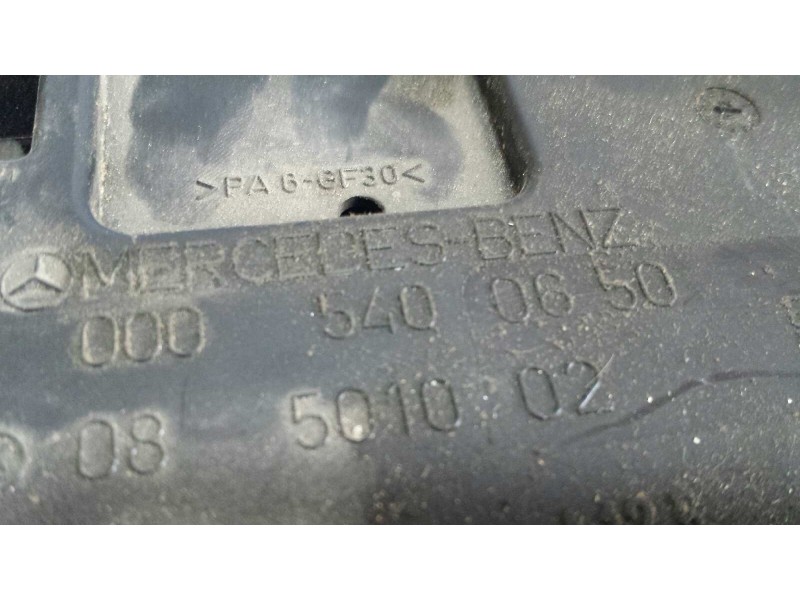 >PA 6-GF30<
MERCEDES-BENZ
000 540 06 50
08 5010 02